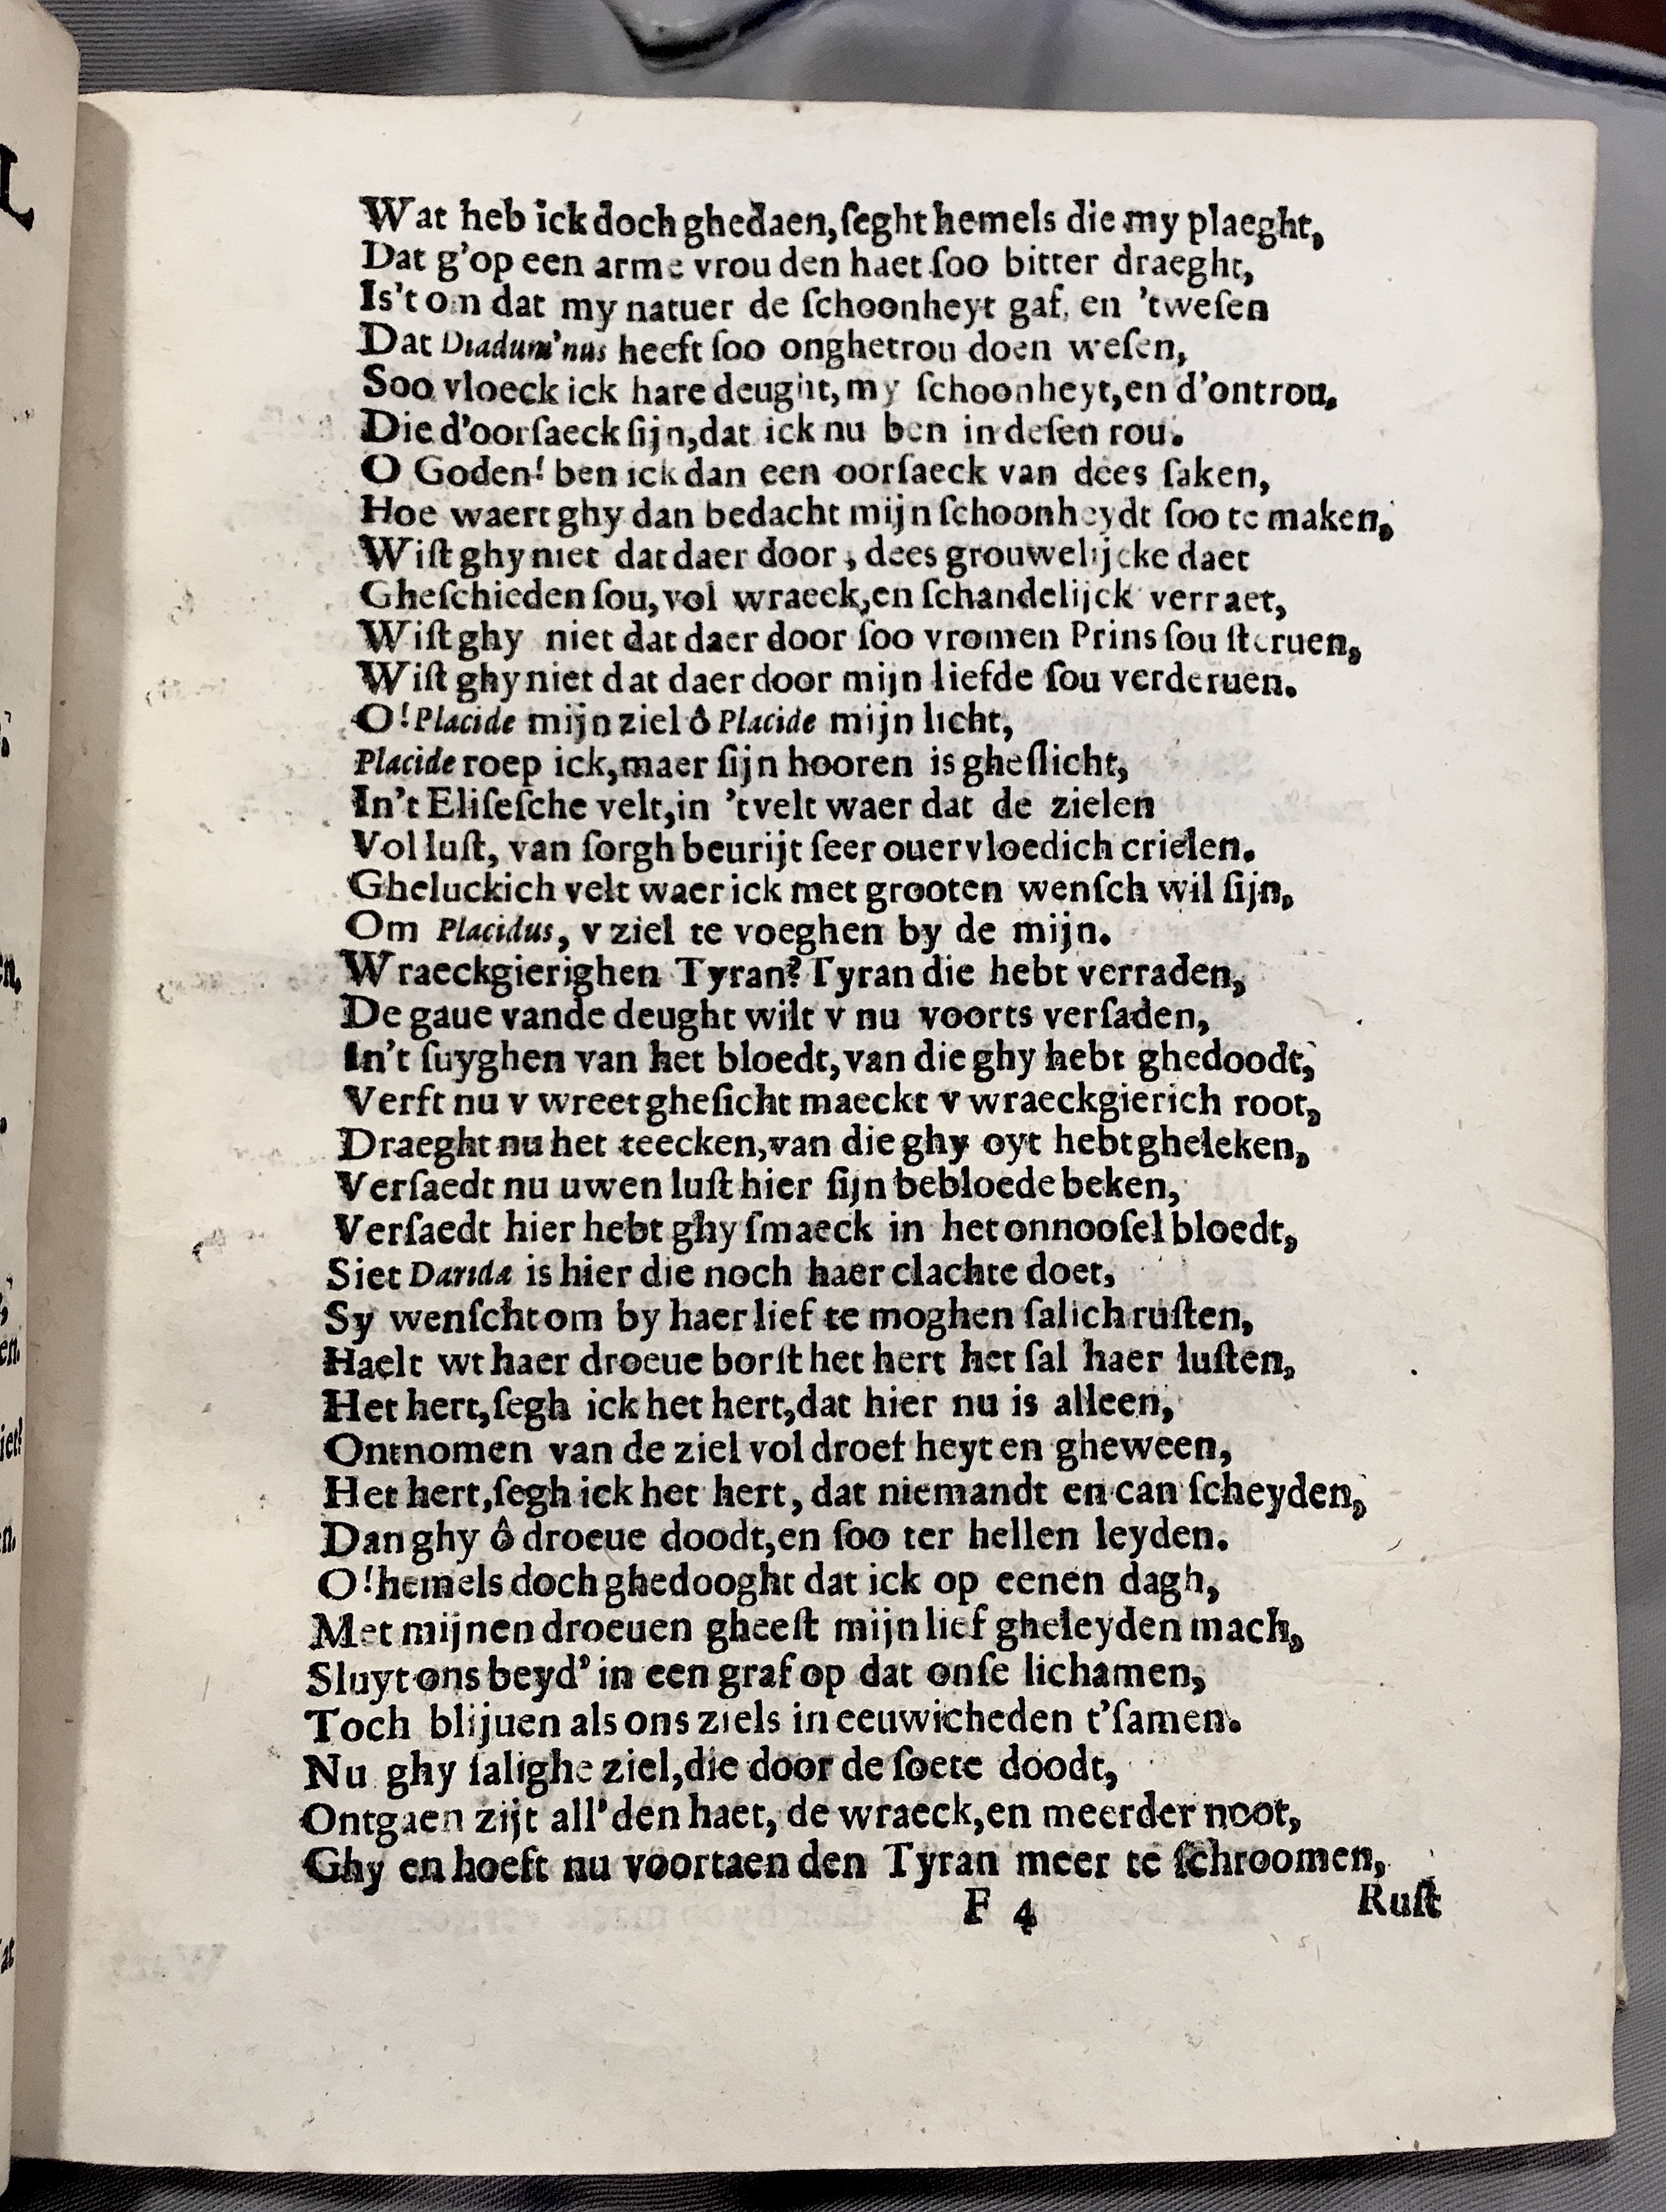 Wat heb ick doch ghedaen, ſeght hemels die my plaeght,
Dat g'op een arme vrou den haet ſoo bitter draeght,
Is't om dat my natuer de ſchoonheyt gaf, en 'tweſen
Dat Diadum'nus heeft ſoo onghetrou doen weſen,
Soo vloeck ick hare deught, my ſchoonheyt, en d'ontrou,
Die d'oorſaeck ſijn, dat ick nu ben in deſen rou.
O Goden! ben ick dan een oorſaeck van dees ſaken,
Hoe waert ghy dan bedacht mijn ſchoonheydt ſoo te maken,
Wiſt ghy niet dat daer door, dees grouwelijcke daet
Gheſchieden ſou, vol wraeck, en ſchandelijck verraet,
Wiſt ghy niet dat daer door ſoo vromen Prins ſou ſteruen,
Wiſt ghy niet dat daer door mijn liefde ſou verderuen.
O! Placide mijn ziel ô Placide mijn licht,
Placide roep ick, maer ſijn hooren is gheſlicht,
In't Eliſeſche velt, in 'tvelt waer dat de zielen
Vol luſt, van ſorgh beurijt ſeer ouervloedich crielen.
Gheluckich velt waer ick met grooten wenſch wil ſijn,
Om Placidus, v ziel te voeghen by de mijn.
Wraeckgierighen Tyran? Tyran die hebt verraden,
De gaue vande deught wilt v nu voorts verſaden,
In't ſuyghen van het bloedt, van die ghy hebt ghedoodt,
Verft nu v wreet gheſicht maeckt v wraeckgierich root,
Draeght nu het teecken, van die ghy oyt hebt gheleken,
Verſaedt nu uwen luſt hier ſijn bebloede beken,
Verſaedt hier hebt ghy ſmaeck in het onnooſel bloedt,
Siet Darida is hier die noch haer clachte doet,
Sy wenſcht om by haer lief te moghen ſalich ruſten,
Haelt wt haer droeue borſt het hert het ſal haer luſten,
Het hert, ſegh ick het hert, dat hier nu is alleen,
Ontnomen van de ziel vol droefheyt en gheween,
Het hert, ſegh ick het hert, dat niemandt en can ſcheyden,
Dan ghy ô droeue doodt, en ſoo ter hellen leyden.
O! hemels doch ghedooght dat ick op eenen dagh,
Met mijnen droeuen gheeſt mijn lief gheleyden mach,
Sluyt ons beyd' in een graf op dat onſe lichamen,
Toch blijuen als ons ziels in eeuwicheden t'ſamen.
Nu ghy ſalighe ziel, die door de ſoete doodt,
Ontgaen zijt all' den haet, de wraeck, en meerder noot,
Ghy en hoeft nu voortaen den Tyran meer te ſchroomen,
F 4 Ruſt